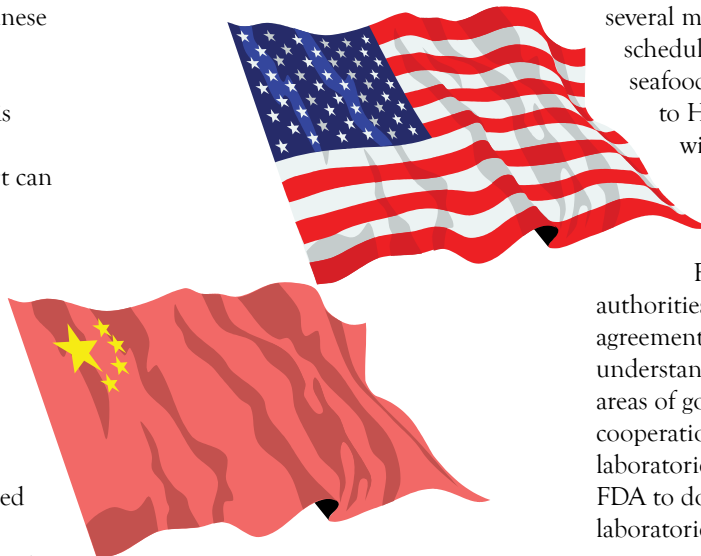 inese
s
t can
ed
several m
schedul
seafood
to H
wi
authorities
agreement
understan
areas of go
cooperatio
laboratorie
FDA to do
laboratorie